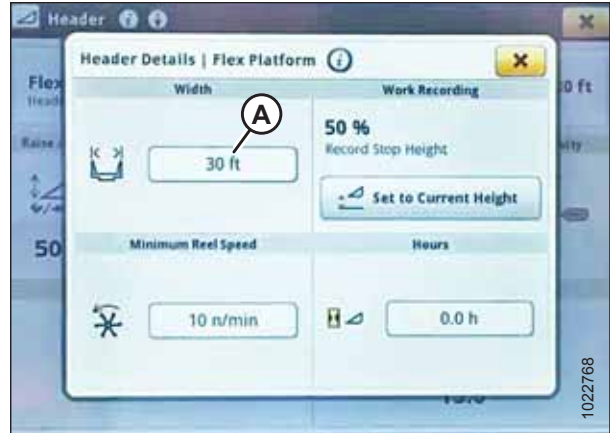 Header
Header Details | Flex Platform
Flex
0 ft
Width
Work Recording
A
50 %
Record Stop Height
30 ft
Set to Current Height
50
Minimum Reel Speed
Hours
10 n/min
0.0 h
1022768